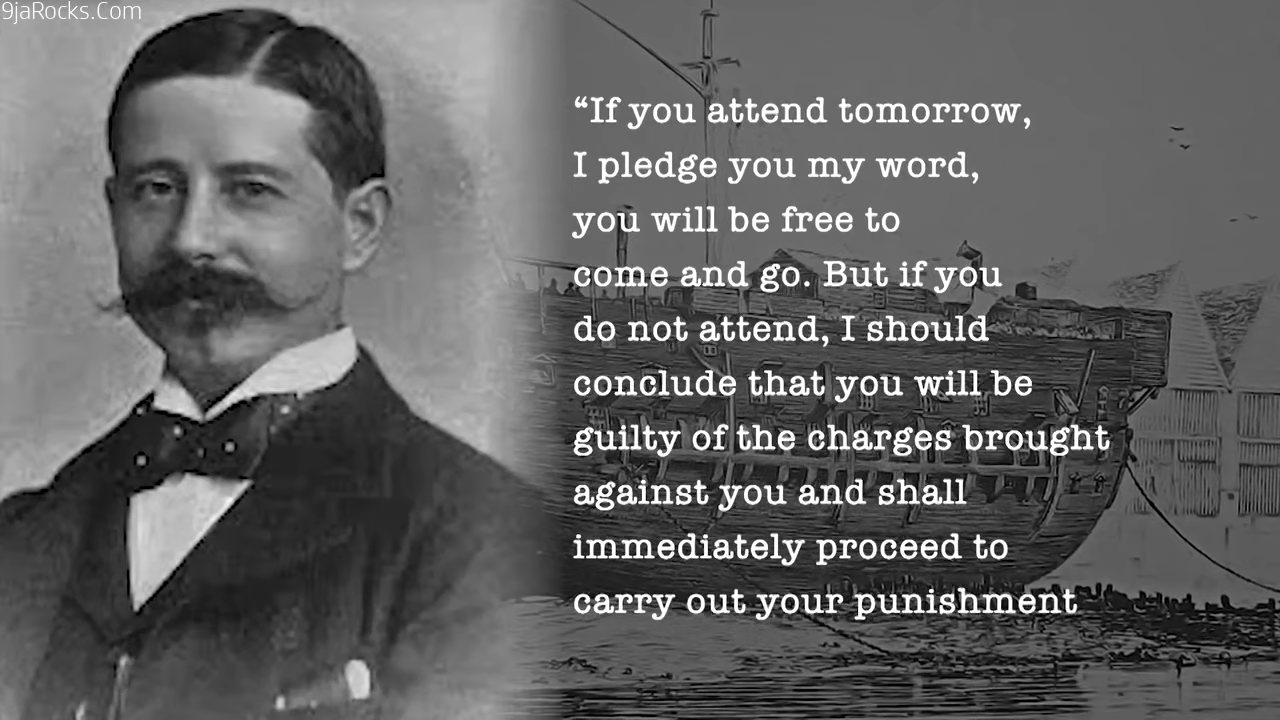 9jaRocks.Com
“If you attend tomorrow,
I pledge you my word,
you will be free to
come and go. But if you
do not attend, I should
conclude that you will be
guilty of the charges brought
against you and shall
immediately proceed to
carry out your punishment